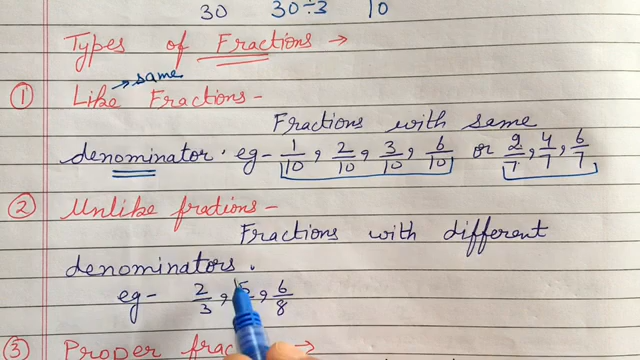 30 30÷3 10
Types of Fractions →
→ same
① Like Fractions -
Fractions with same
denominator. eg - 1/10, 2/10, 3/10, 6/10 or 2/7, 4/7, 6/7
② Unlike fractions -
Fractions with different
denominators.
eg - 2/3, 5, 6/8
③ Proper frac →